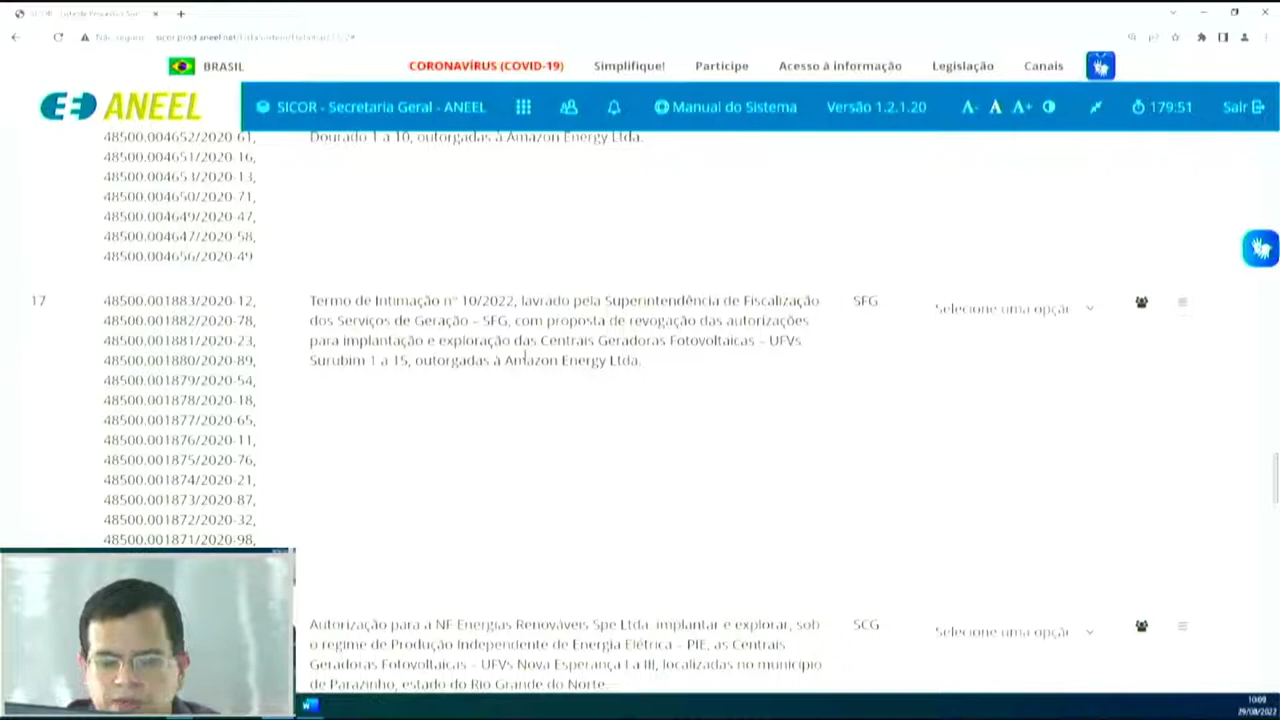 BRASIL
CORONAVÍRUS (COVID-19) Simplifique! Participe Acesso à informação Legislação Canais
ANEEL
SICOR - Secretaria Geral - ANEEL Manual do Sistema Versão 1.2.1.20 A- A A+ 179:51 Sair
48500.004652/2020-61, Dourado 1 a 10, outorgadas à Amazon Energy Ltda.
48500.004651/2020-16,
48500.004653/2020-13,
48500.004650/2020-71,
48500.004649/2020-47,
48500.004647/2020-58,
48500.004656/2020-49
17 48500.001883/2020-12, Termo de Intimação nº 10/2022, lavrado pela Superintendência de Fiscalização SFG Selecione uma opçã
48500.001882/2020-78, dos Serviços de Geração – SFG, com proposta de revogação das autorizações
48500.001881/2020-23, para implantação e exploração das Centrais Geradoras Fotovoltaicas – UFVs
48500.001880/2020-89, Surubim 1 a 15, outorgadas à Amazon Energy Ltda.
48500.001879/2020-54,
48500.001878/2020-18,
48500.001877/2020-65,
48500.001876/2020-11,
48500.001875/2020-76,
48500.001874/2020-21,
48500.001873/2020-87,
48500.001872/2020-32,
48500.001871/2020-98,
Autorização para a NF Energias Renováveis Spe Ltda. implantar e explorar, sob SCG Selecione uma opçã
o regime de Produção Independente de Energia Elétrica – PIE, as Centrais
Geradoras Fotovoltaicas – UFVs Nova Esperança I a III, localizadas no município
de Parazinho, estado do Rio Grande do Norte.
10:09
29/08/2022